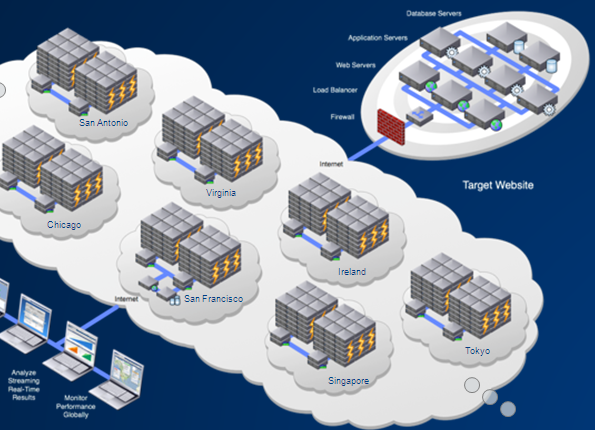 Database Servers
Application Servers
Web Servers
Load Balancer
Firewall
Internet
Target Website
San Antonio
Virginia
Chicago
Ireland
San Francisco
Internet
Tokyo
Singapore
Analyze
Streaming
Real-Time
Results
Monitor
Performance
Globally